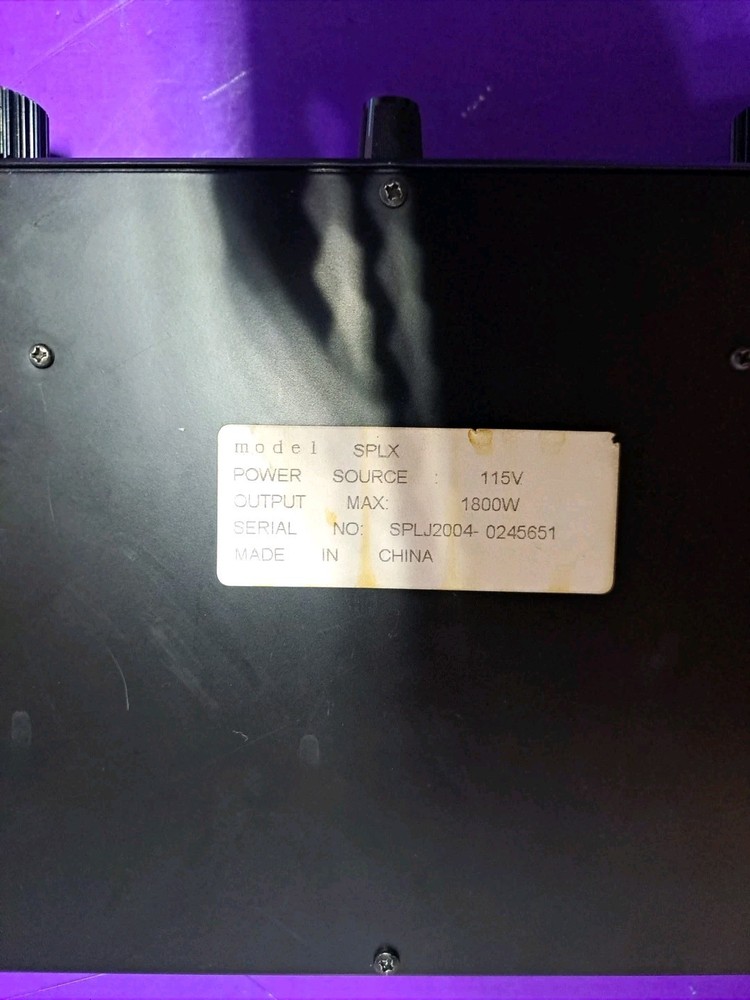 model SPLX
POWER SOURCE : 115V
OUTPUT MAX: 1800W
SERIAL NO: SPLJ2004- 0245651
MADE IN CHINA